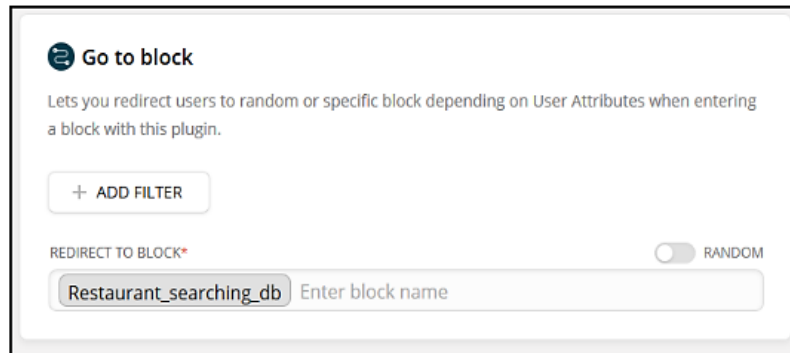 Go to block
Lets you redirect users to random or specific block depending on User Attributes when entering
a block with this plugin.
+ ADD FILTER
REDIRECT TO BLOCK* RANDOM
Restaurant_searching_db Enter block name